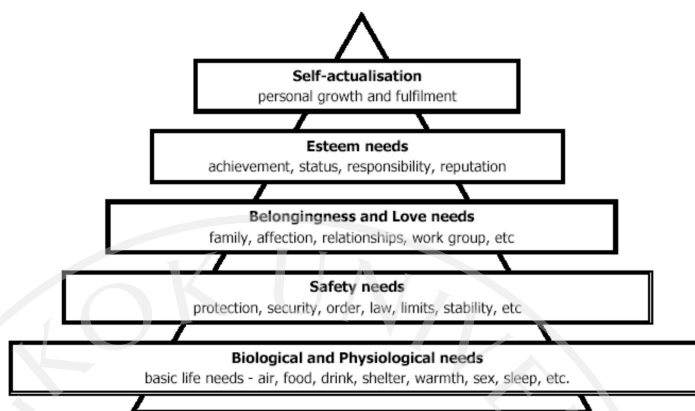 Self-actualisation
personal growth and fulfilment
Esteem needs
achievement, status, responsibility, reputation
Belongingness and Love needs
family, affection, relationships, work group, etc
Safety needs
protection, security, order, law, limits, stability, etc
Biological and Physiological needs
basic life needs - air, food, drink, shelter, warmth, sex, sleep, etc.
KOK UNIVE